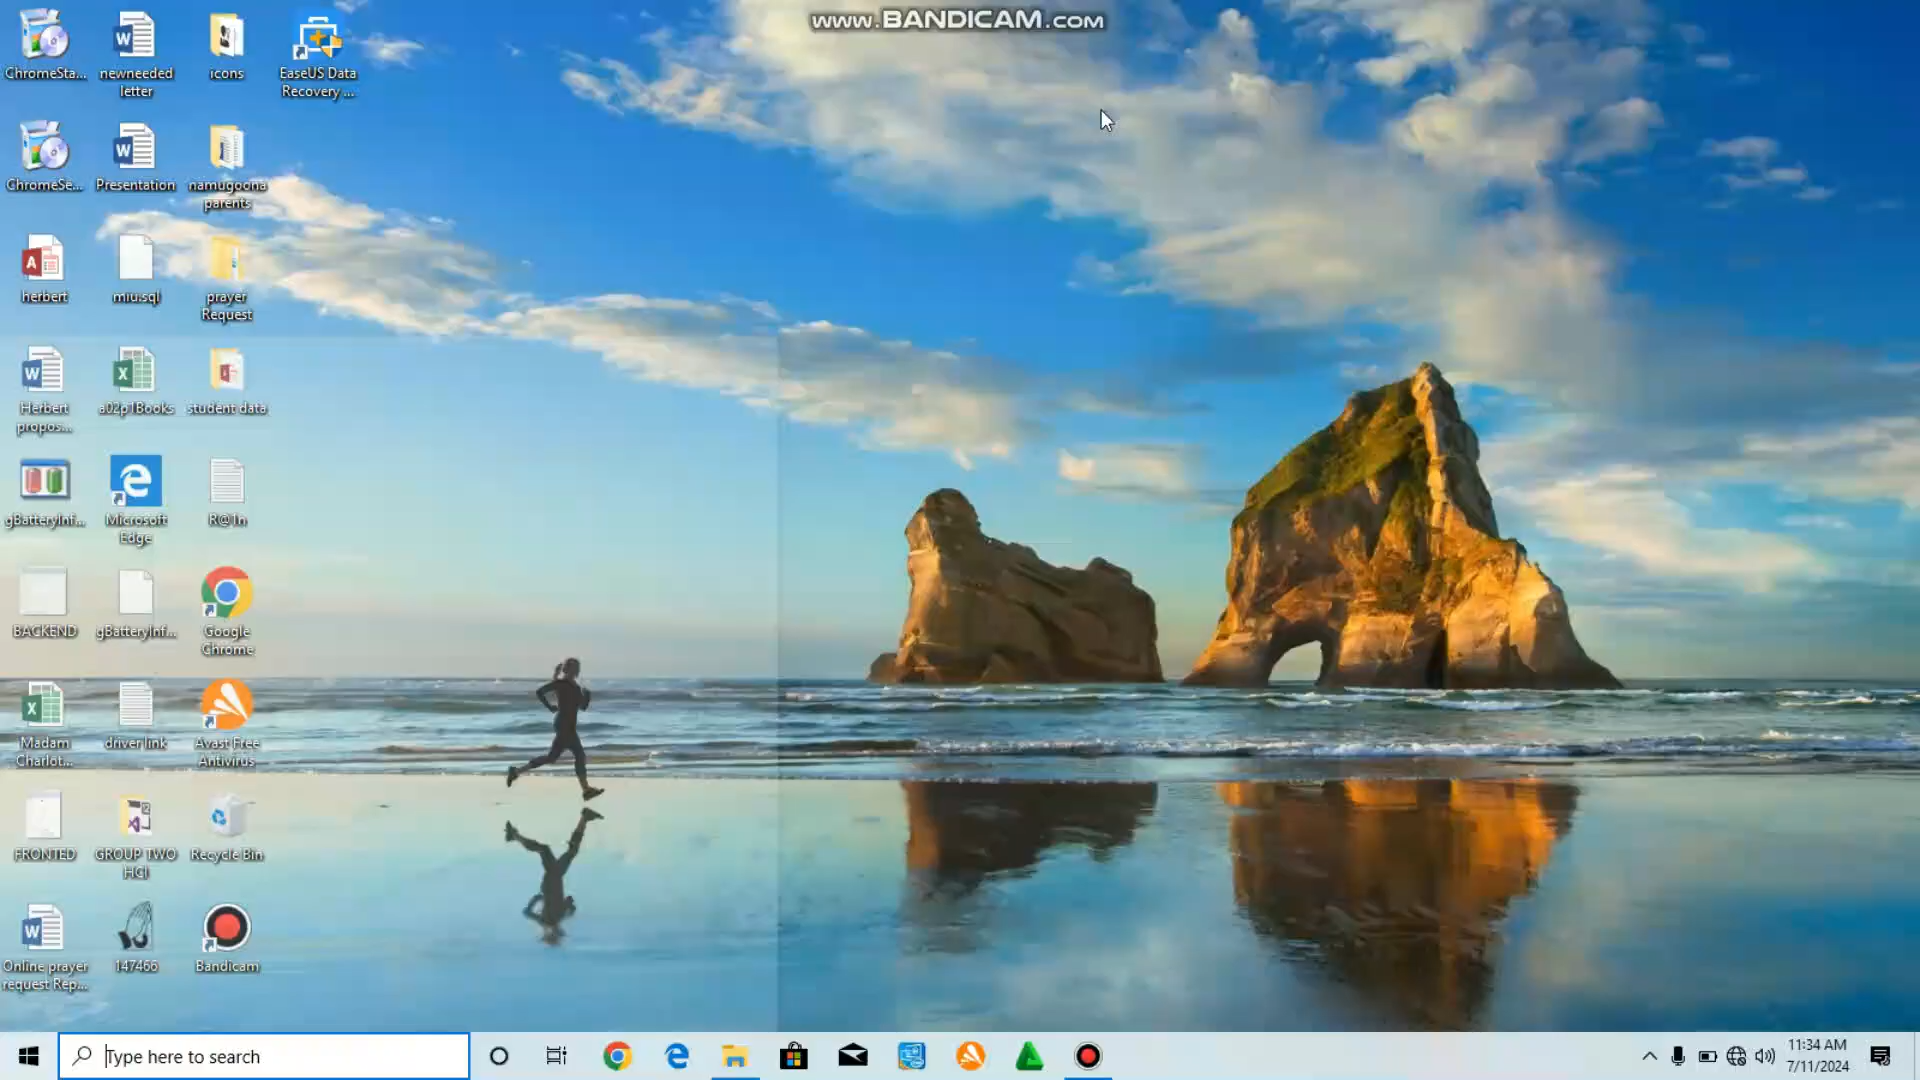 www.BANDICAM.com
ChromeSta...
newneeded
letter
icons
EaseUS Data
Recovery ...
ChromeSe...
Presentation
namugoona
parents
herbert
miu.sql
prayer
Request
Herbert
propos...
a02p1Books
student data
gBatteryInf...
Microsoft
Edge
R@1n
BACKEND
gBatteryInf...
Google
Chrome
Madam
Charlot...
driver link
Avast Free
Antivirus
FRONTED
GROUP TWO
HCI
Recycle Bin
Online prayer
request Rep...
147466
Bandicam
Type here to search
11:34 AM
7/11/2024